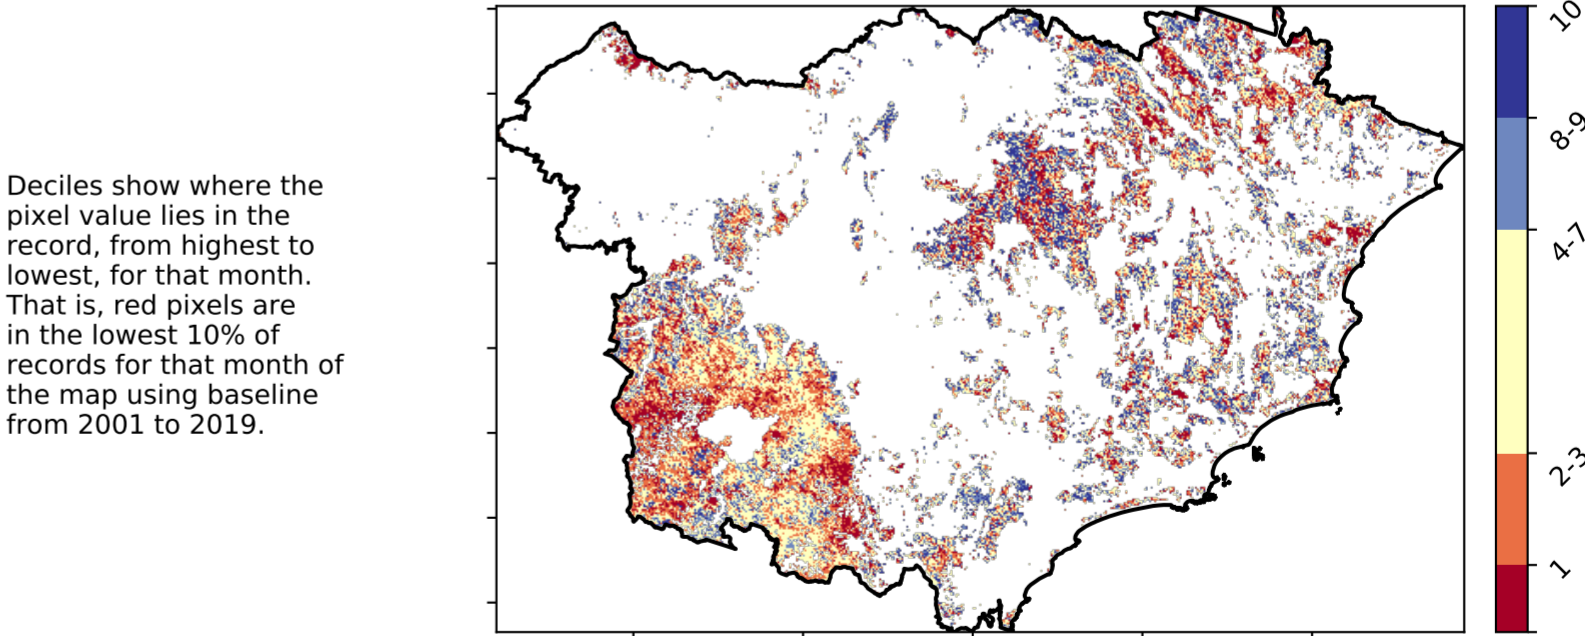 Deciles show where the
pixel value lies in the
record, from highest to
lowest, for that month.
That is, red pixels are
in the lowest 10% of
records for that month of
the map using baseline
from 2001 to 2019.
10
8-9
4-7
2-3
1